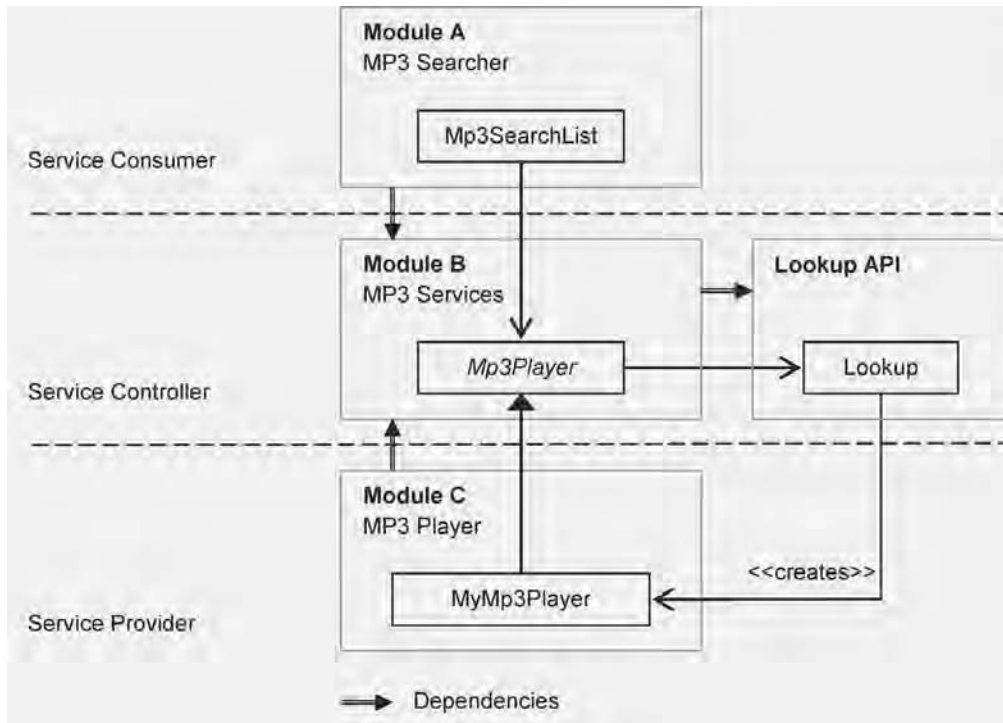 Module A
MP3 Searcher
Mp3SearchList
Service Consumer
Module B
MP3 Services
Lookup API
Mp3Player
Lookup
Service Controller
Module C
MP3 Player
<<creates>>
MyMp3Player
Service Provider
Dependencies